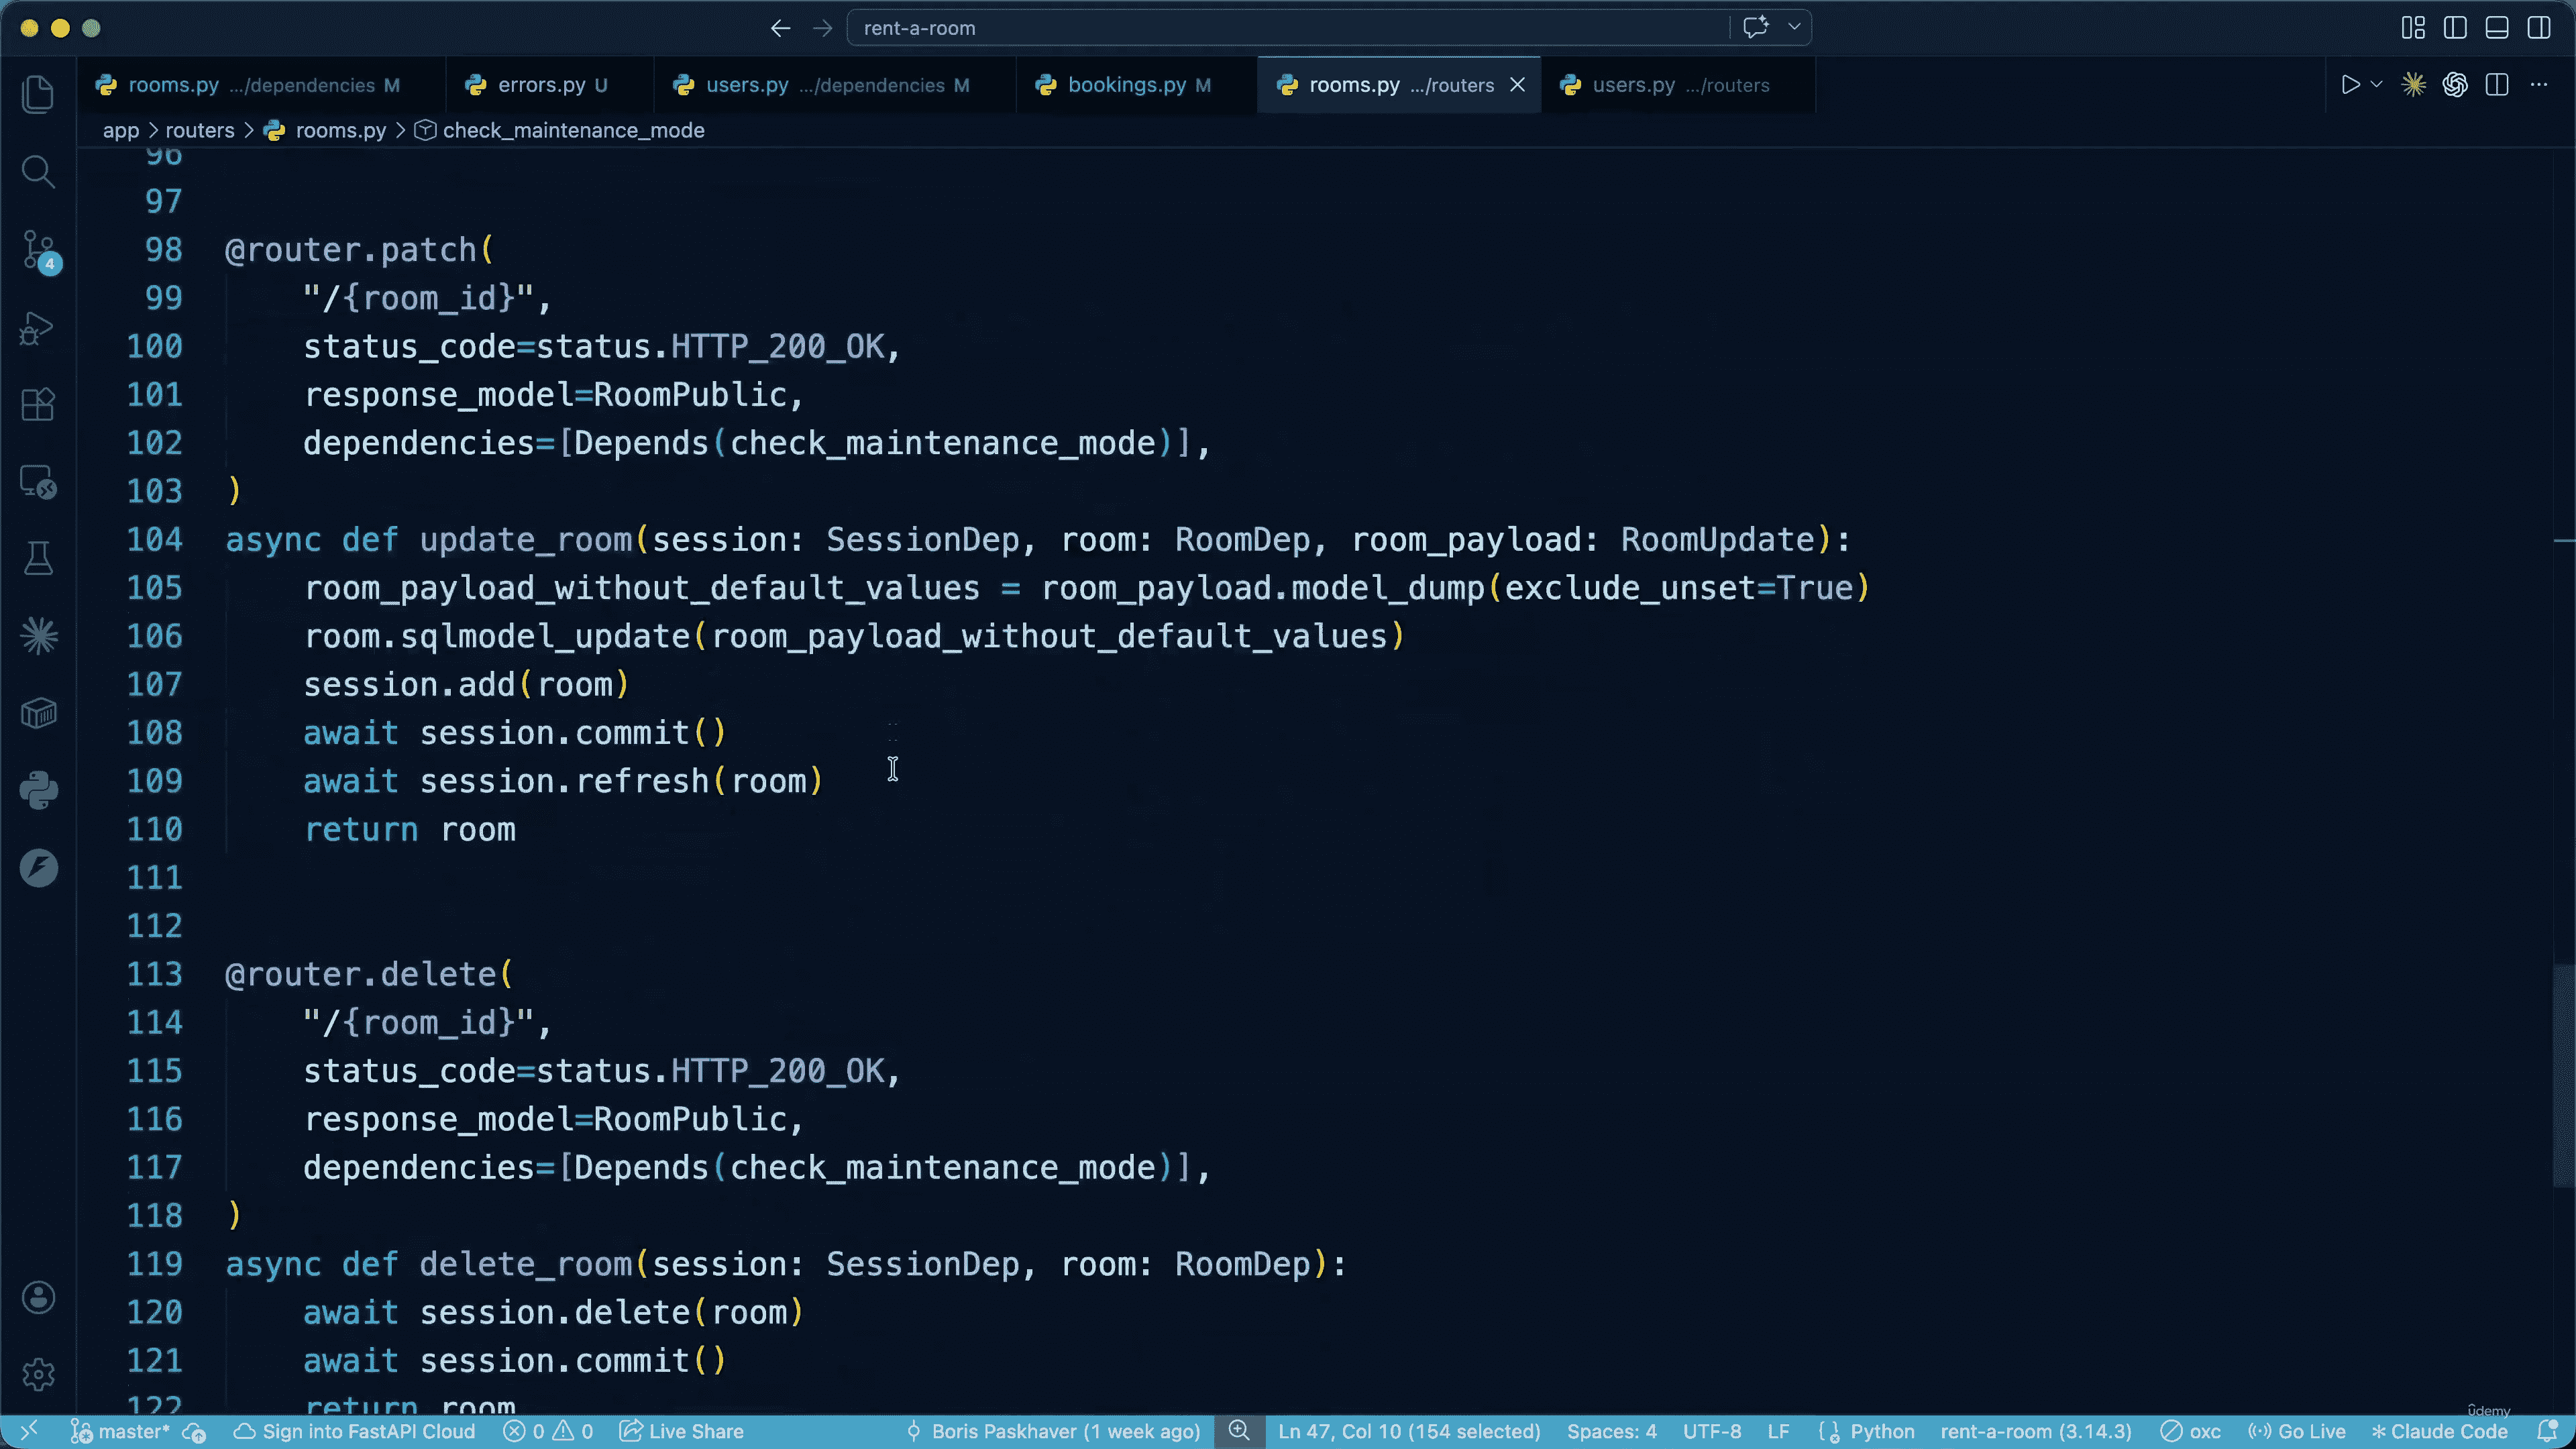 rent-a-room
rooms.py .../dependencies M
errors.py U
users.py .../dependencies M
bookings.py M
rooms.py .../routers
users.py .../routers
app > routers > rooms.py > check_maintenance_mode
96
97
98 @router.patch(
99 "/{room_id}",
100 status_code=status.HTTP_200_OK,
101 response_model=RoomPublic,
102 dependencies=[Depends(check_maintenance_mode)],
103 )
104 async def update_room(session: SessionDep, room: RoomDep, room_payload: RoomUpdate):
105 room_payload_without_default_values = room_payload.model_dump(exclude_unset=True)
106 room.sqlmodel_update(room_payload_without_default_values)
107 session.add(room)
108 await session.commit()
109 await session.refresh(room)
110 return room
111
112
113 @router.delete(
114 "/{room_id}",
115 status_code=status.HTTP_200_OK,
116 response_model=RoomPublic,
117 dependencies=[Depends(check_maintenance_mode)],
118 )
119 async def delete_room(session: SessionDep, room: RoomDep):
120 await session.delete(room)
121 await session.commit()
122 return room
4
udemy
master* Sign into FastAPI Cloud 0 0 Live Share Boris Paskhaver (1 week ago) Ln 47, Col 10 (154 selected) Spaces: 4 UTF-8 LF Python rent-a-room (3.14.3) oxc Go Live Claude Code